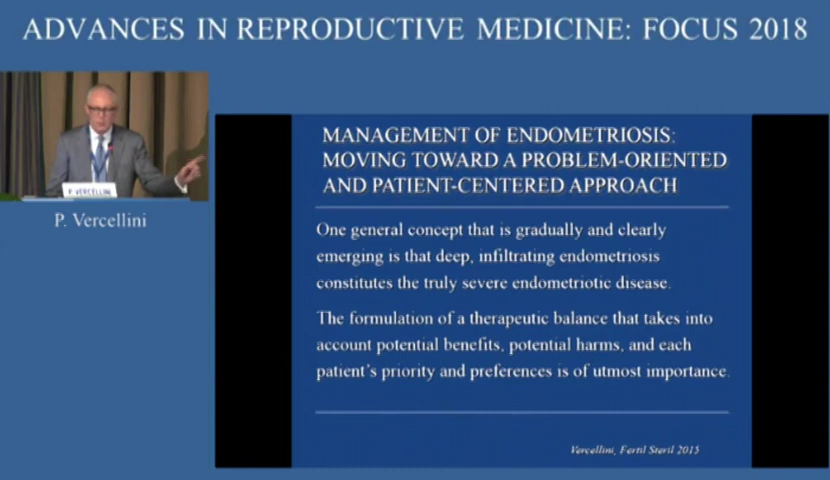 ADVANCES IN REPRODUCTIVE MEDICINE: FOCUS 2018
P. VERCELLINI
P. Vercellini
MANAGEMENT OF ENDOMETRIOSIS:
MOVING TOWARD A PROBLEM-ORIENTED
AND PATIENT-CENTERED APPROACH
One general concept that is gradually and clearly
emerging is that deep, infiltrating endometriosis
constitutes the truly severe endometriotic disease.
The formulation of a therapeutic balance that takes into
account potential benefits, potential harms, and each
patient's priority and preferences is of utmost importance.
Vercellini, Fertil Steril 2015